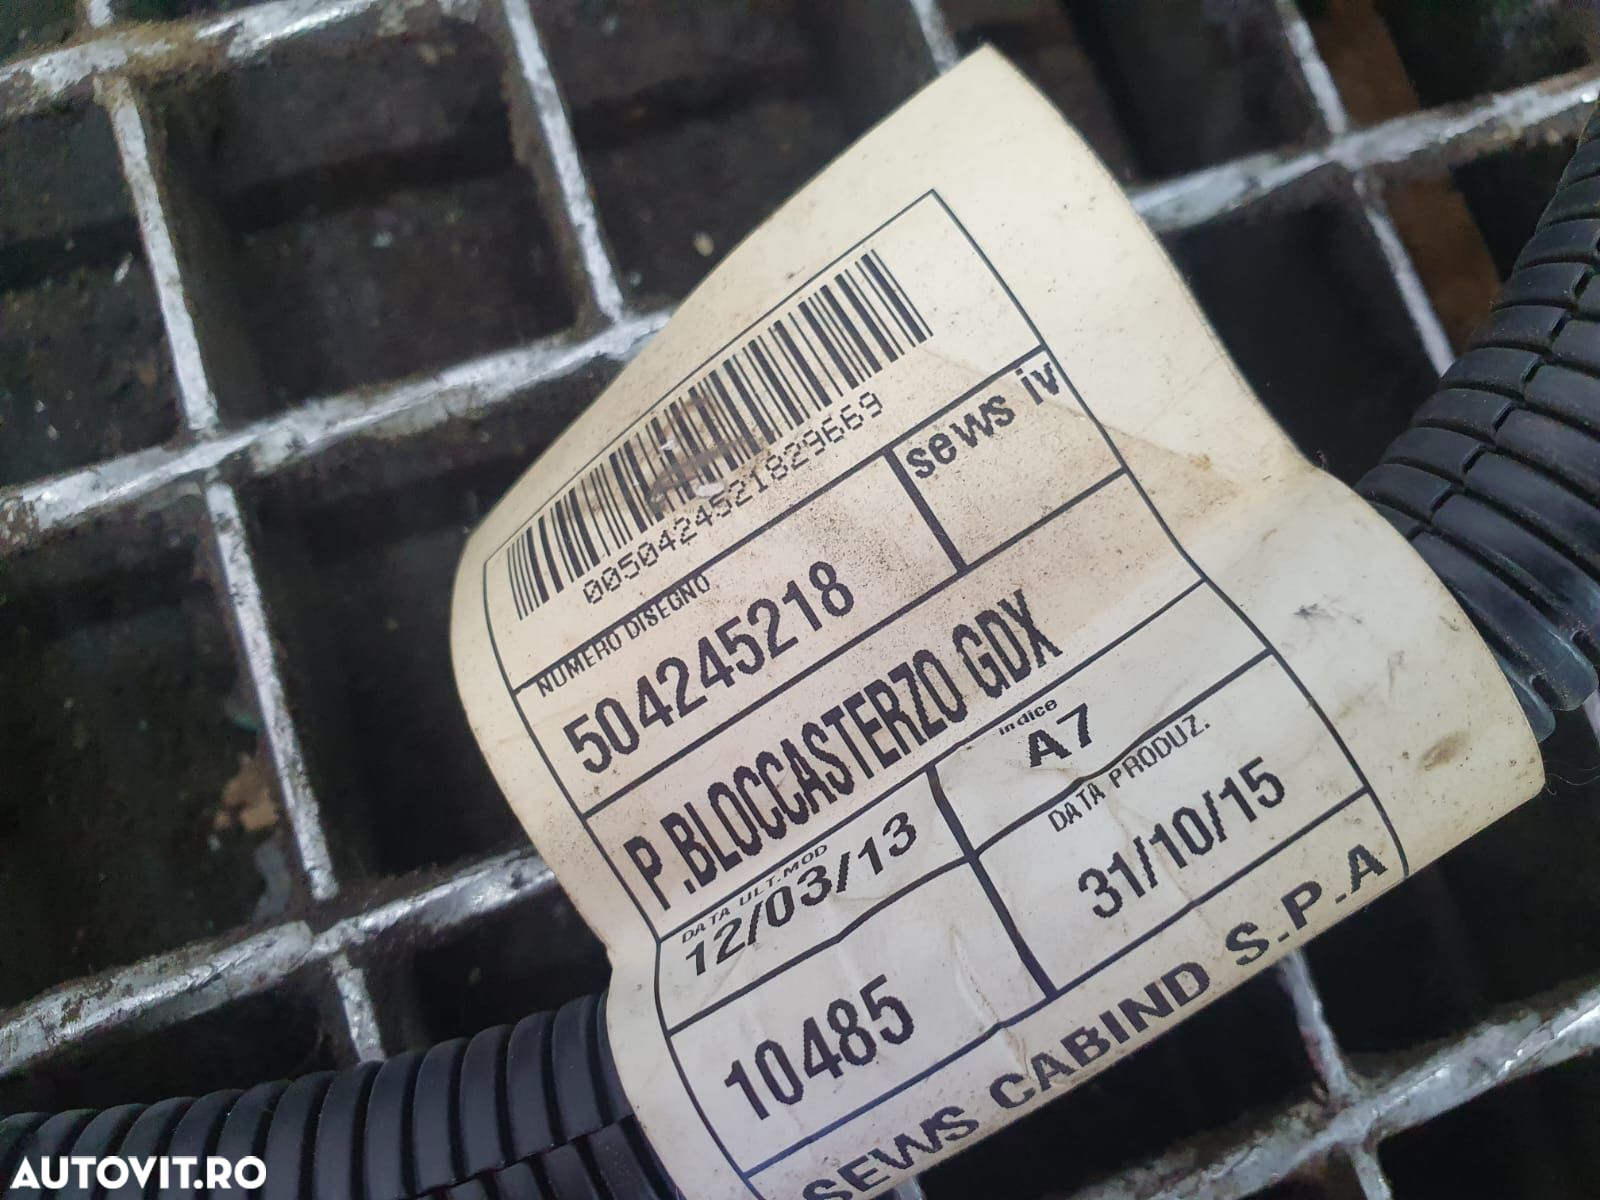 0050424521829669
NUMERO DISEGNO
504245218
sews iv
P.BLOCCASTERZO GDX
DATA ULT.MOD
12/03/13
indice
A7
10485
DATA PRODUZ.
31/10/15
SEWS CABIND S.P.A
AUTOVIT.RO